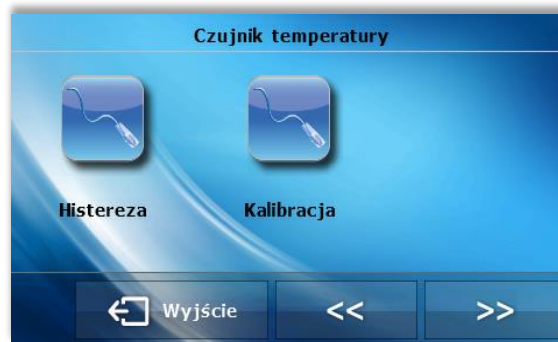 Czujnik temperatury
Histereza Kalibracja
Wyjście << >>